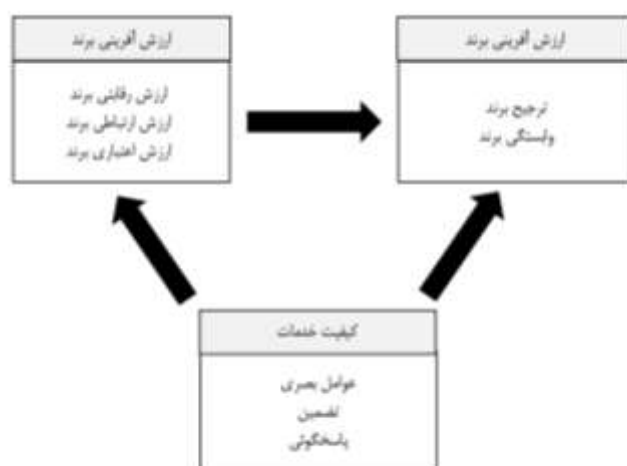 ارزش آفرینی برند
ترجیح برند
وابستگی برند
ارزش آفرینی برند
ارزش رقابتی برند
ارزش ارتباطی برند
ارزش اعتباری برند
کیفیت خدمات
عوامل بصری
تضمین
پاسخگوئی